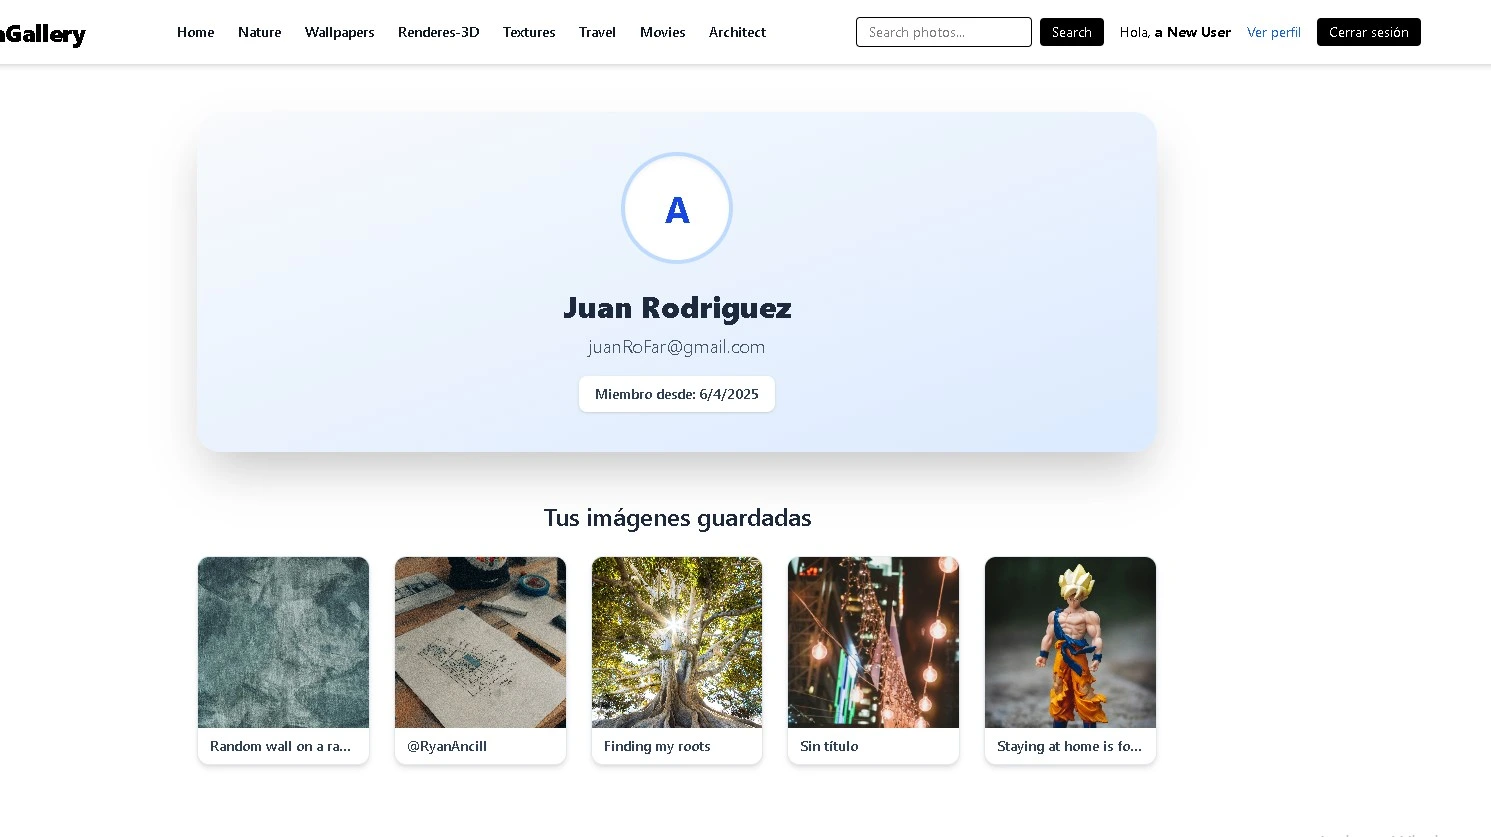 Gallery
Home Nature Wallpapers Renderes-3D Textures Travel Movies Architect
Search photos... Search Hola, a New User Ver perfil Cerrar sesión
A
Juan Rodriguez
juanRoFar@gmail.com
Miembro desde: 6/4/2025
Tus imágenes guardadas
Random wall on a ra...
@RyanAncill
Finding my roots
Sin título
Staying at home is fo...